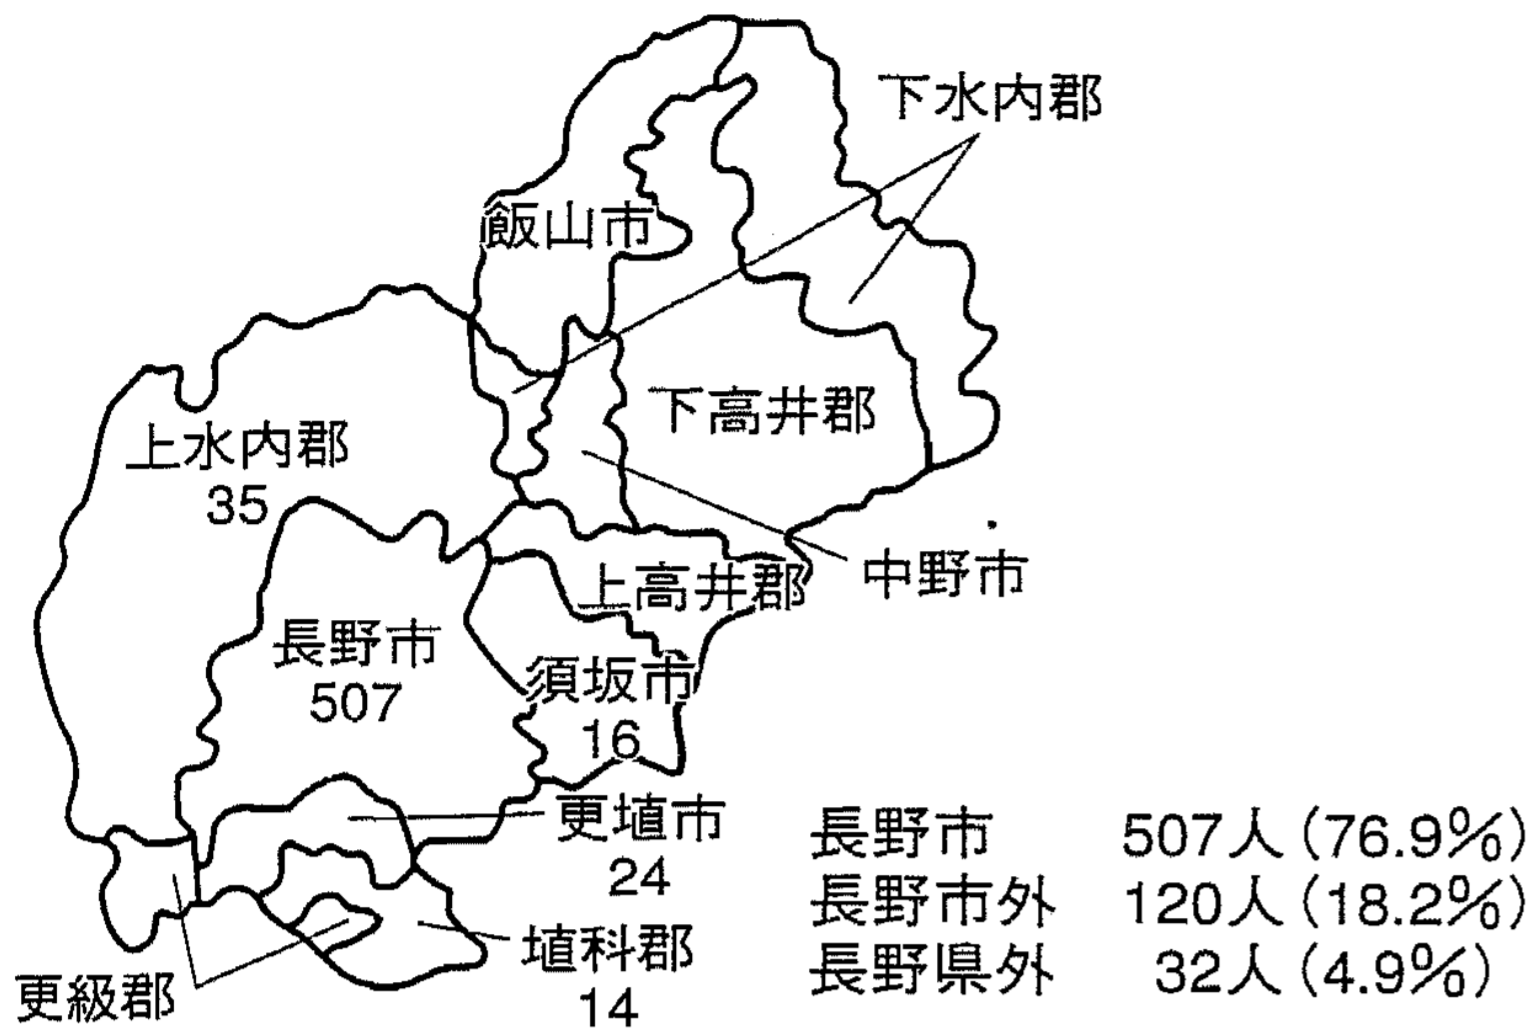 下水内郡
飯山市
下高井郡
上水内郡
35
中野市
上高井郡
長野市
507
須坂市
16
更埴市
24
埴科郡
14
更級郡
長野市 507人(76.9%)
長野市外 120人(18.2%)
長野県外 32人(4.9%)